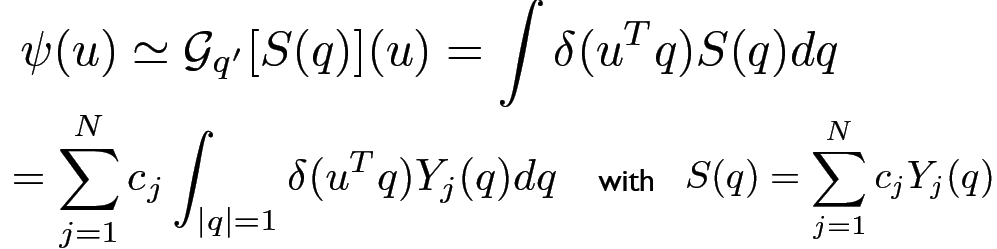 ψ(u) ≃ 𝒢_{q′}[S(q)](u) = ∫ δ(u^T q)S(q)dq
= ∑_{j=1}^{N} c_j ∫_{|q|=1} δ(u^T q)Y_j(q)dq with S(q) = ∑_{j=1}^{N} c_j Y_j(q)